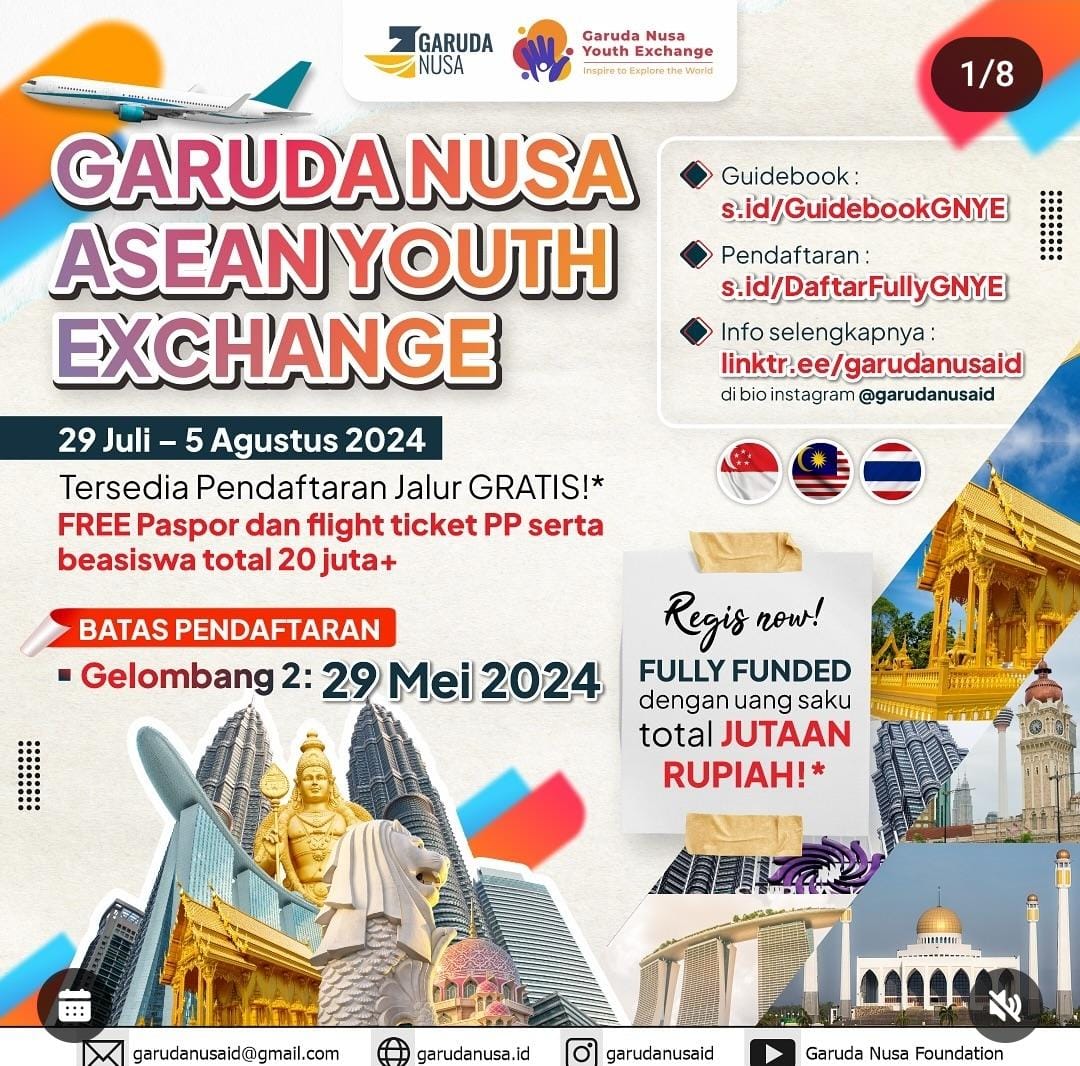 GARUDA
NUSA
Garuda Nusa
Youth Exchange
Inspire to Explore the World
1/8
GARUDA NUSA
ASEAN YOUTH
EXCHANGE
Guidebook :
s.id/GuidebookGNYE
Pendaftaran :
s.id/DaftarFullyGNYE
Info selengkapnya :
linktr.ee/garudanusaid
di bio instagram @garudanusaid
29 Juli – 5 Agustus 2024
Tersedia Pendaftaran Jalur GRATIS!*
FREE Paspor dan flight ticket PP serta
beasiswa total 20 juta+
BATAS PENDAFTARAN
Gelombang 2: 29 Mei 2024
Regis now!
FULLY FUNDED
dengan uang saku
total JUTAAN
RUPIAH!*
garudanusaid@gmail.com
garudanusa.id
garudanusaid
Garuda Nusa Foundation